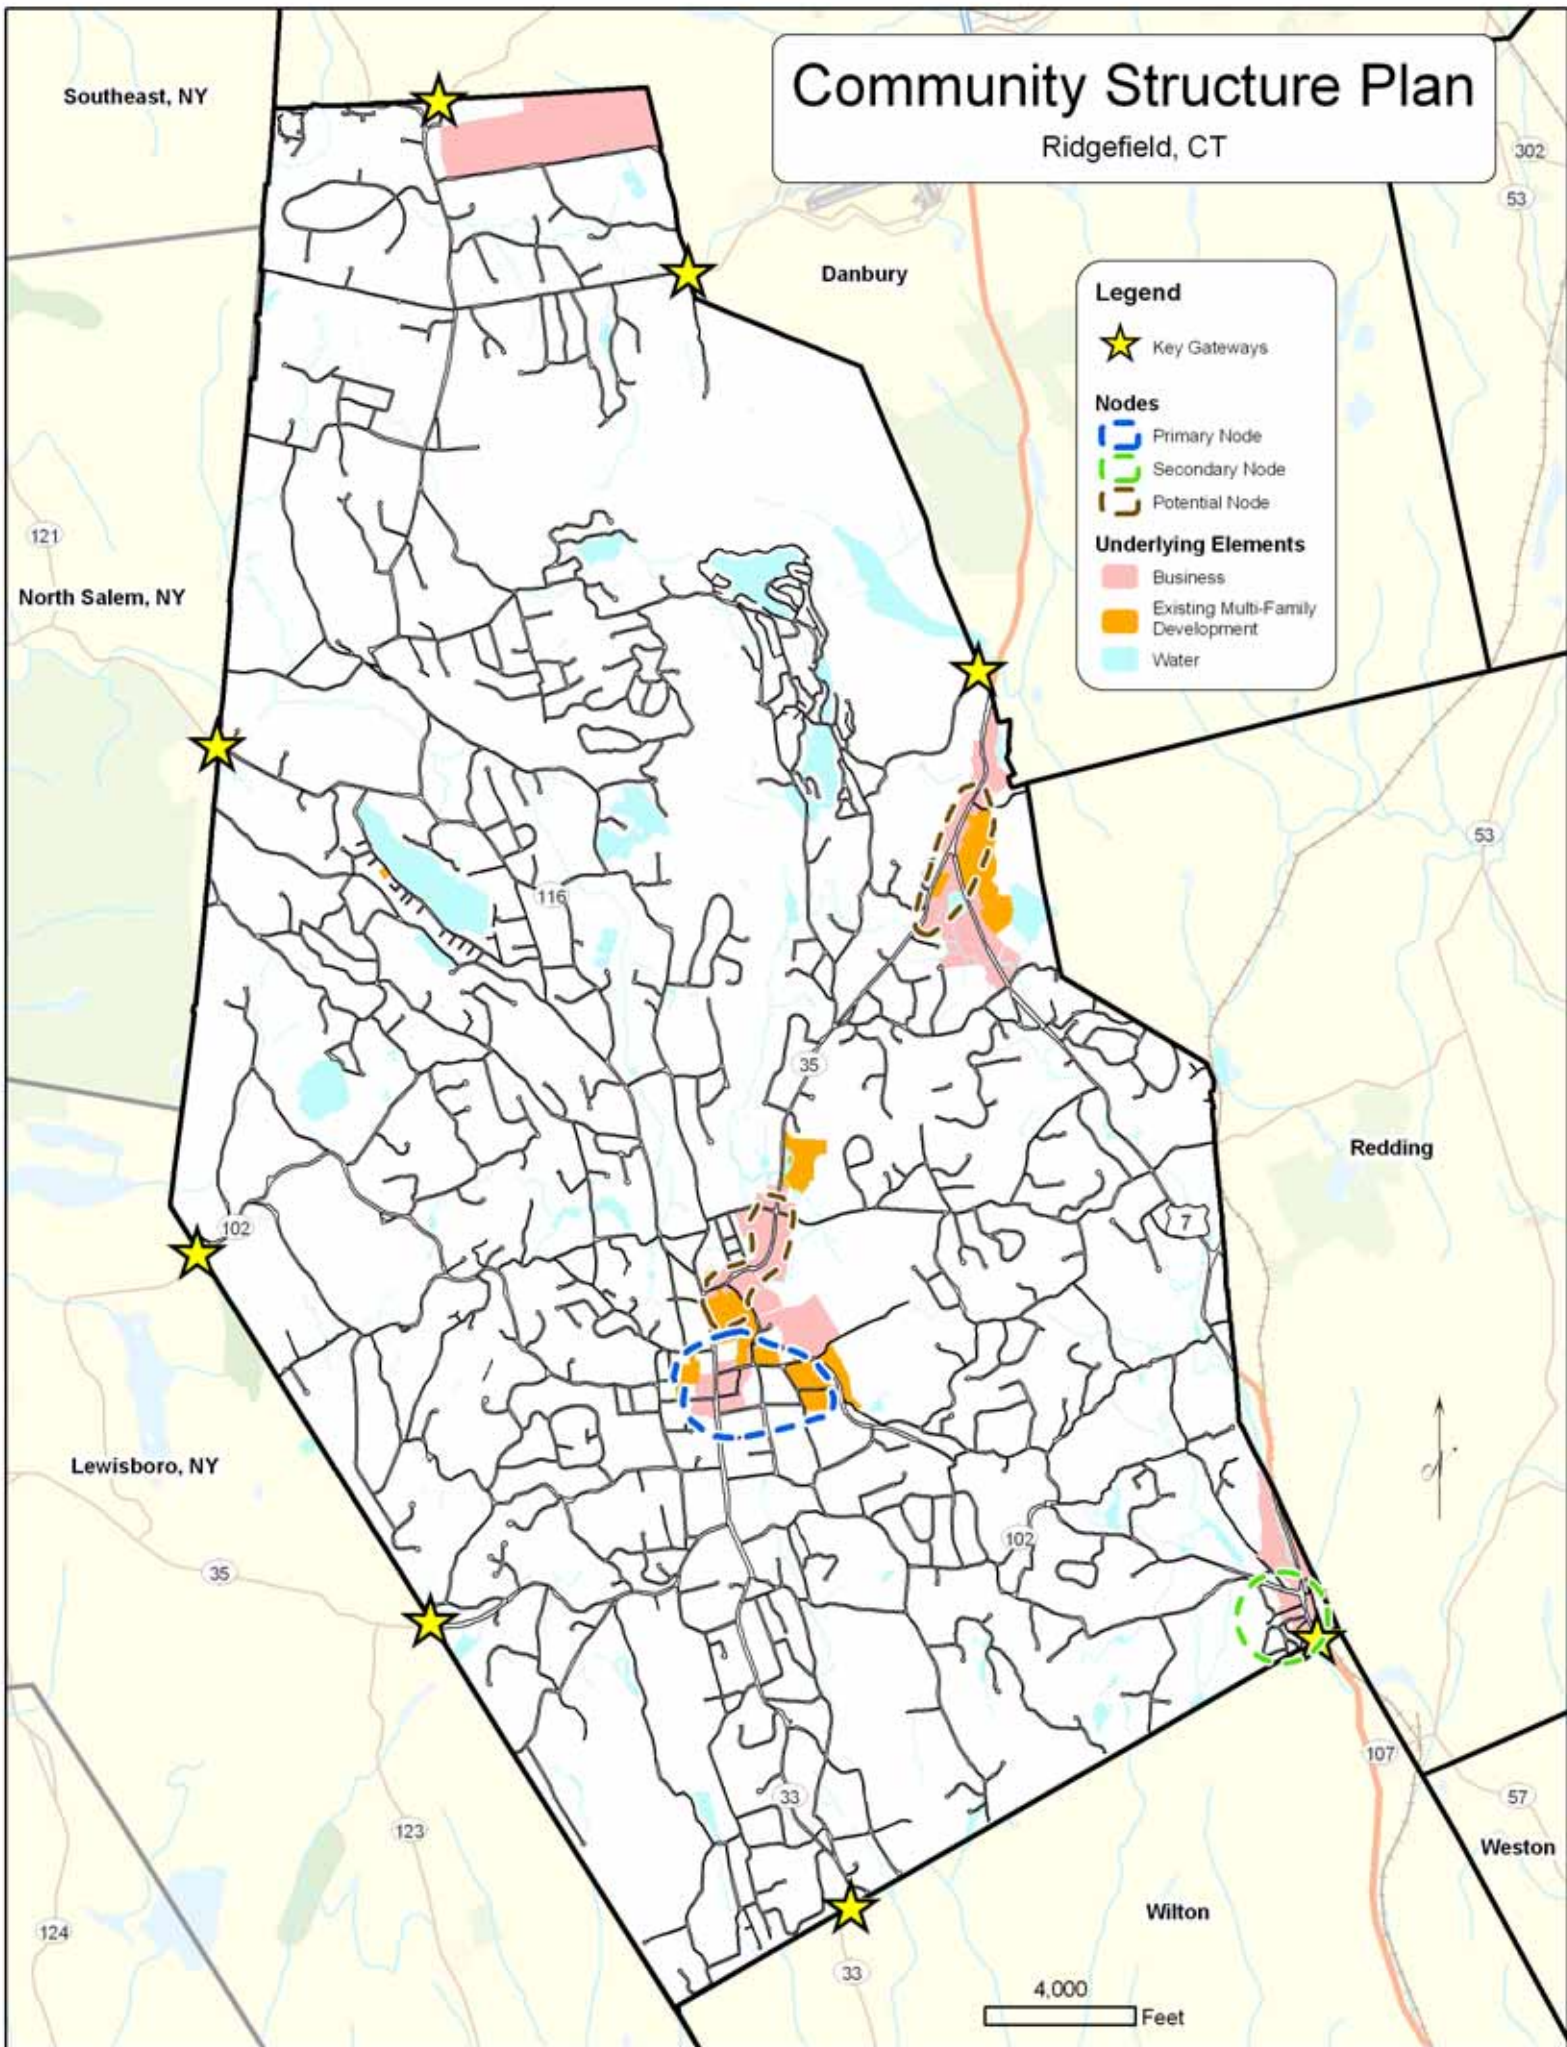 Community Structure Plan
Ridgefield, CT
Southeast, NY
302
53
Danbury
Legend
Key Gateways
Nodes
Primary Node
Secondary Node
Potential Node
Underlying Elements
Business
Existing Multi-Family
Development
Water
121
North Salem, NY
53
116
35
Redding
102
7
Lewisboro, NY
102
35
107
33
57
123
Weston
Wilton
124
33
4,000
Feet